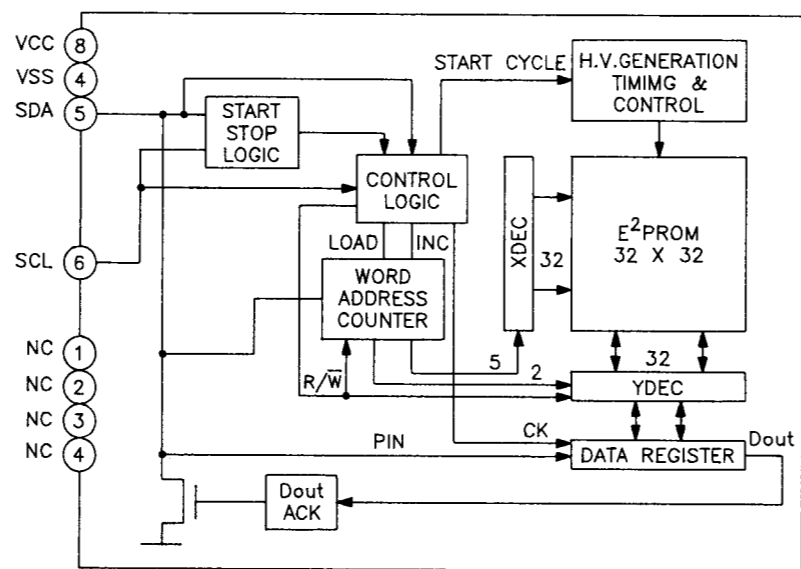 VCC 8
VSS 4
SDA 5
SCL 6
NC 1
NC 2
NC 3
NC 4
START
STOP
LOGIC
START CYCLE
H.V.GENERATION
TIMIMG &
CONTROL
CONTROL
LOGIC
LOAD
INC
WORD
ADDRESS
COUNTER
XDEC
32
E²PROM
32 X 32
R/W̅
5
2
32
YDEC
PIN
CK
DATA REGISTER
Dout
Dout
ACK